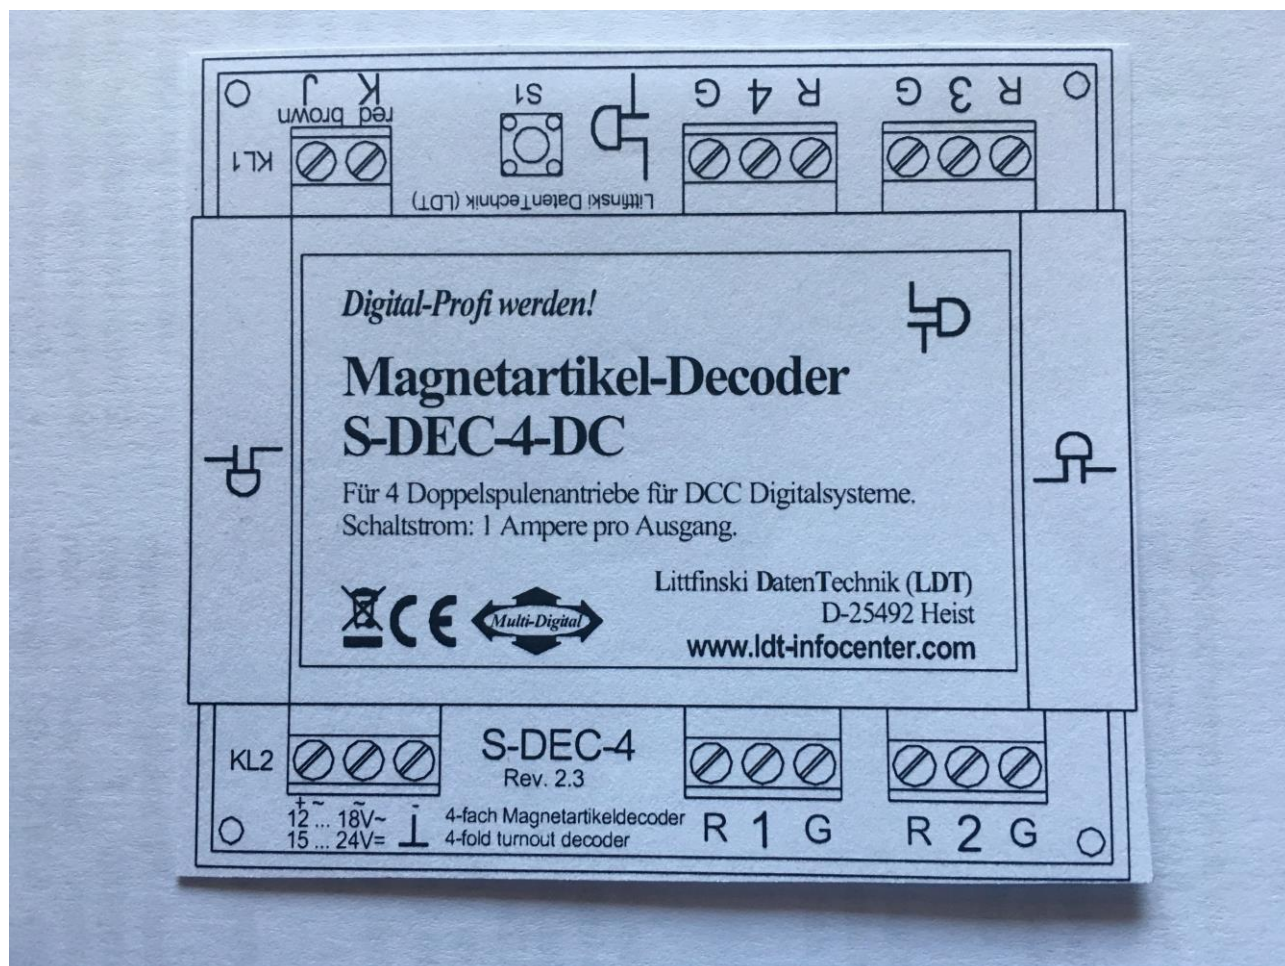 J K
brown red
KL1
S1
G 4 R
G 3 R
Littfinski DatenTechnik (LDT)
Digital-Profi werden!
Magnetartikel-Decoder
S-DEC-4-DC
Für 4 Doppelspulenantriebe für DCC Digitalsysteme.
Schaltstrom: 1 Ampere pro Ausgang.
CE
Multi-Digital
Littfinski DatenTechnik (LDT)
D-25492 Heist
www.ldt-infocenter.com
KL2
+ ~ ~ -
12 ... 18V~
15 ... 24V=
S-DEC-4
Rev. 2.3
4-fach Magnetartikeldecoder
4-fold turnout decoder
R 1 G
R 2 G